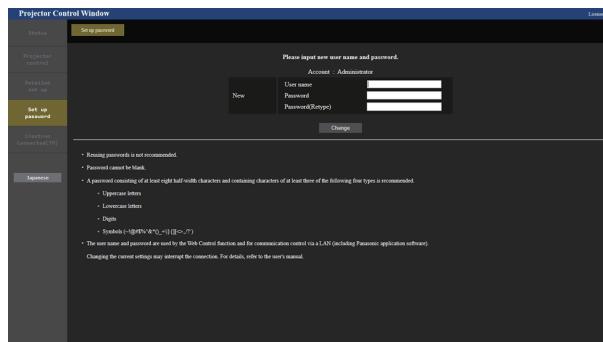 Projector Control Window
License
Status
Set up password
Projector control
Detailed set up
Set up password
Crestron Connected(TM)
Japanese
Please input new user name and password.
Account : Administrator
New
User name
Password
Password(Retype)
Change
• Reusing passwords is not recommended.
• Password cannot be blank.
• A password consisting of at least eight half-width characters and containing characters of at least three of the following four types is recommended.
• Uppercase letters
• Lowercase letters
• Digits
• Symbols
• The user name and password are used by the Web Control function and for communication control via a LAN (including Panasonic application software).
Changing the current settings may interrupt the connection. For details, refer to the user's manual.